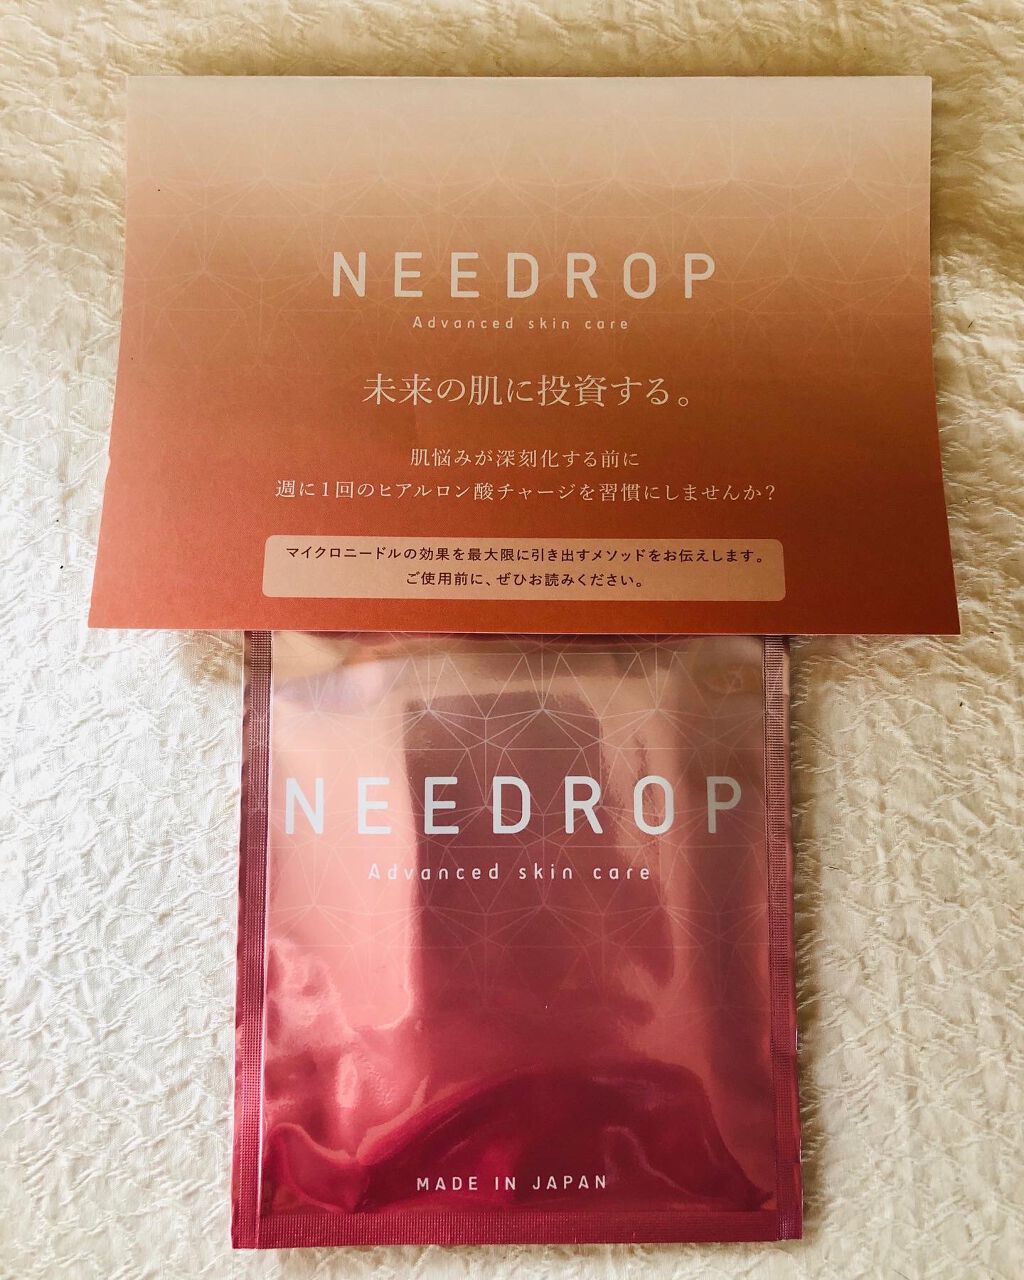 NEEDROP
Advanced skin care
未来の肌に投資する。
肌悩みが深刻化する前に
週に1回のヒアルロン酸チャージを習慣にしませんか?
マイクロニードルの効果を最大限に引き出すメソッドをお伝えします。
ご使用前に、ぜひお読みください。
NEEDROP
Advanced skin care
MADE IN JAPAN